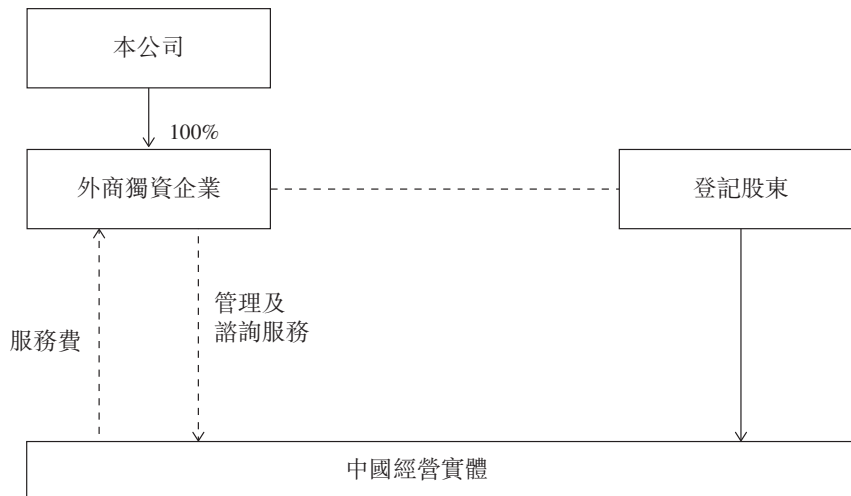 本公司
100%
外商獨資企業
登記股東
管理及
諮詢服務
服務費
中國經營實體